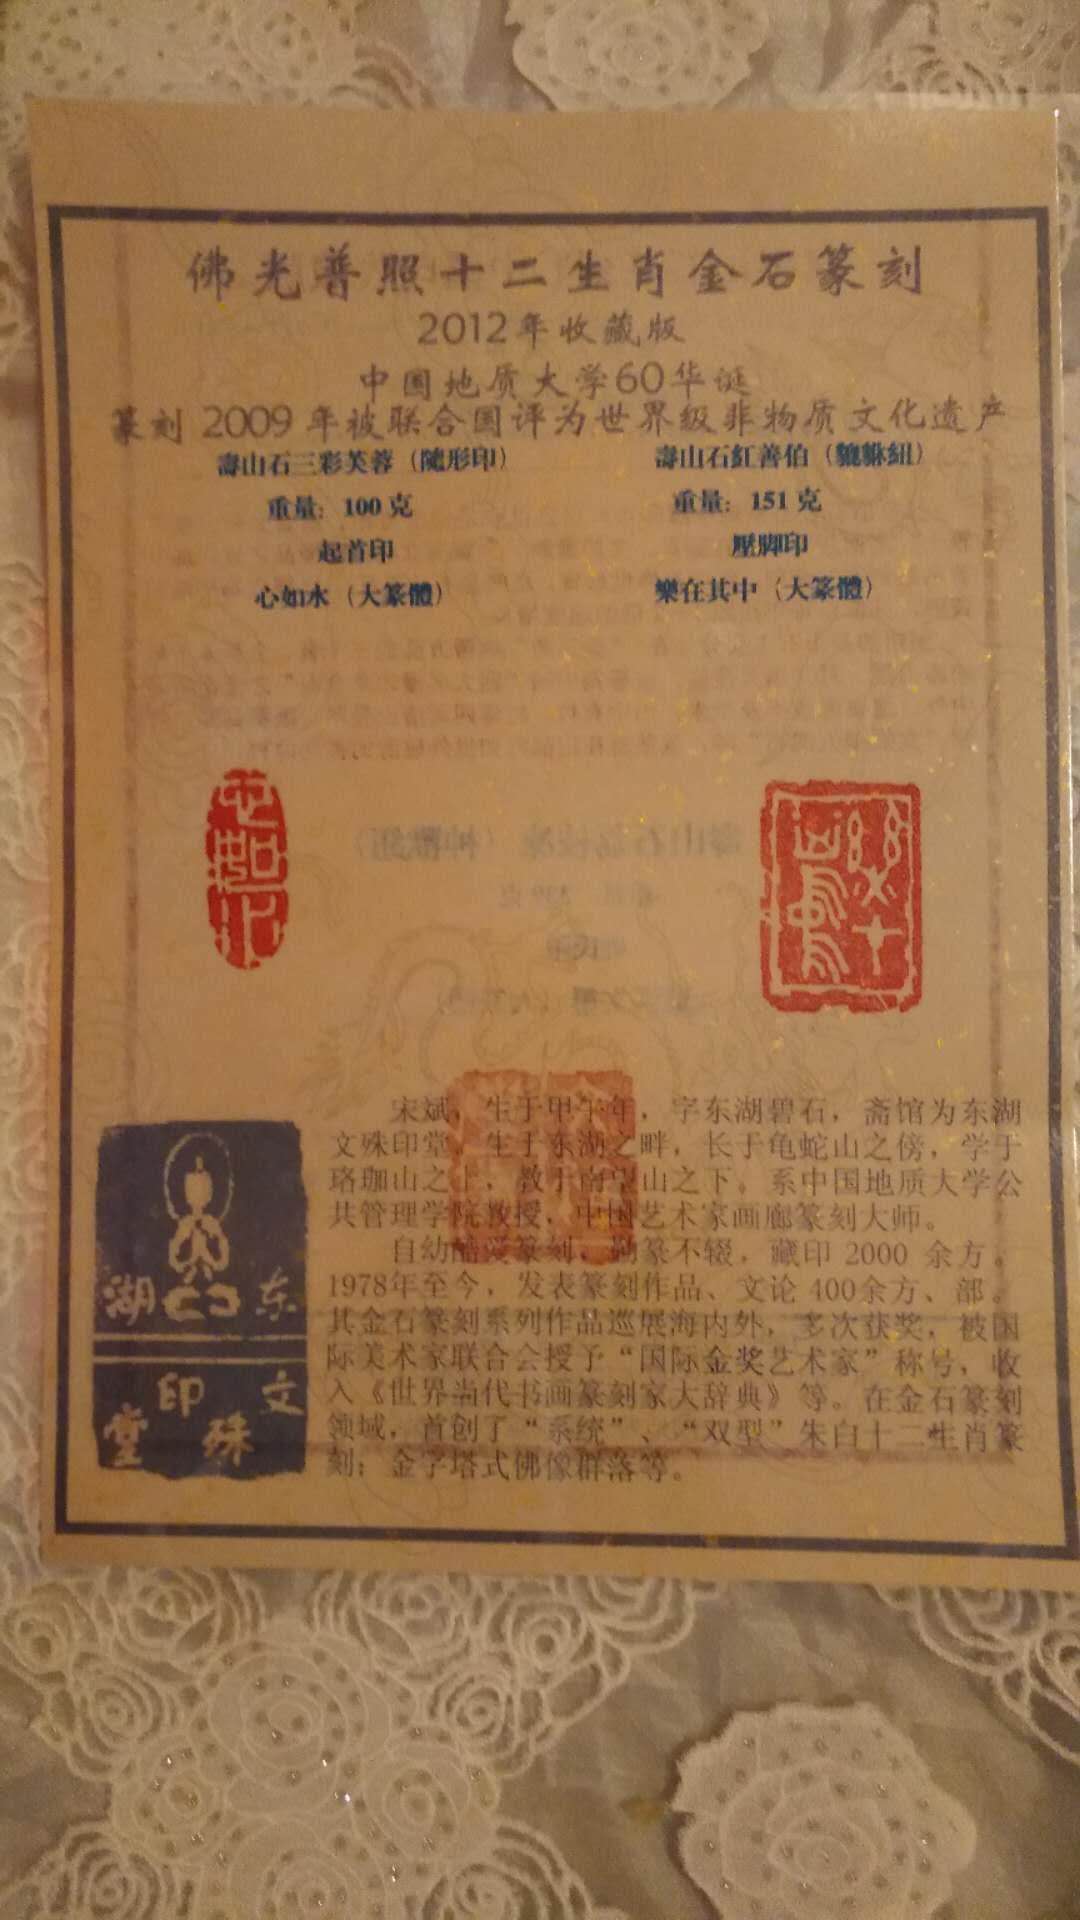 佛光普照十二生肖金石篆刻
2012年收藏版
中国地质大学60华诞
篆刻 2009年被联合国评为世界级非物质文化遗产
壽山石三彩芙蓉（隨形印）
重量：100克
起首印
心如水（大篆體）
壽山石紅善伯（貔貅紐）
重量：151克
壓脚印
樂在其中（大篆體）
心如水
宋斌，生于甲午年，字东湖碧石，斋馆为东湖
文殊印堂，生于东湖之畔，长于龟蛇山之傍，学于
珞珈山之上，教于南望山之下。系中国地质大学公
共管理学院教授，中国艺术家画廊篆刻大师。
自幼酷爱篆刻，勤篆不辍，藏印2000 余方。
1978年至今，发表篆刻作品、文论400余方、部。
其金石篆刻系列作品巡展海内外，多次获奖，被国
际美术家联合会授予“国际金奖艺术家”称号，收
入《世界当代书画篆刻家大辞典》等。在金石篆刻
领域，首创了“系统”、“双型”朱白十二生肖篆
刻；金字塔式佛像群落等。
东湖
文殊印堂